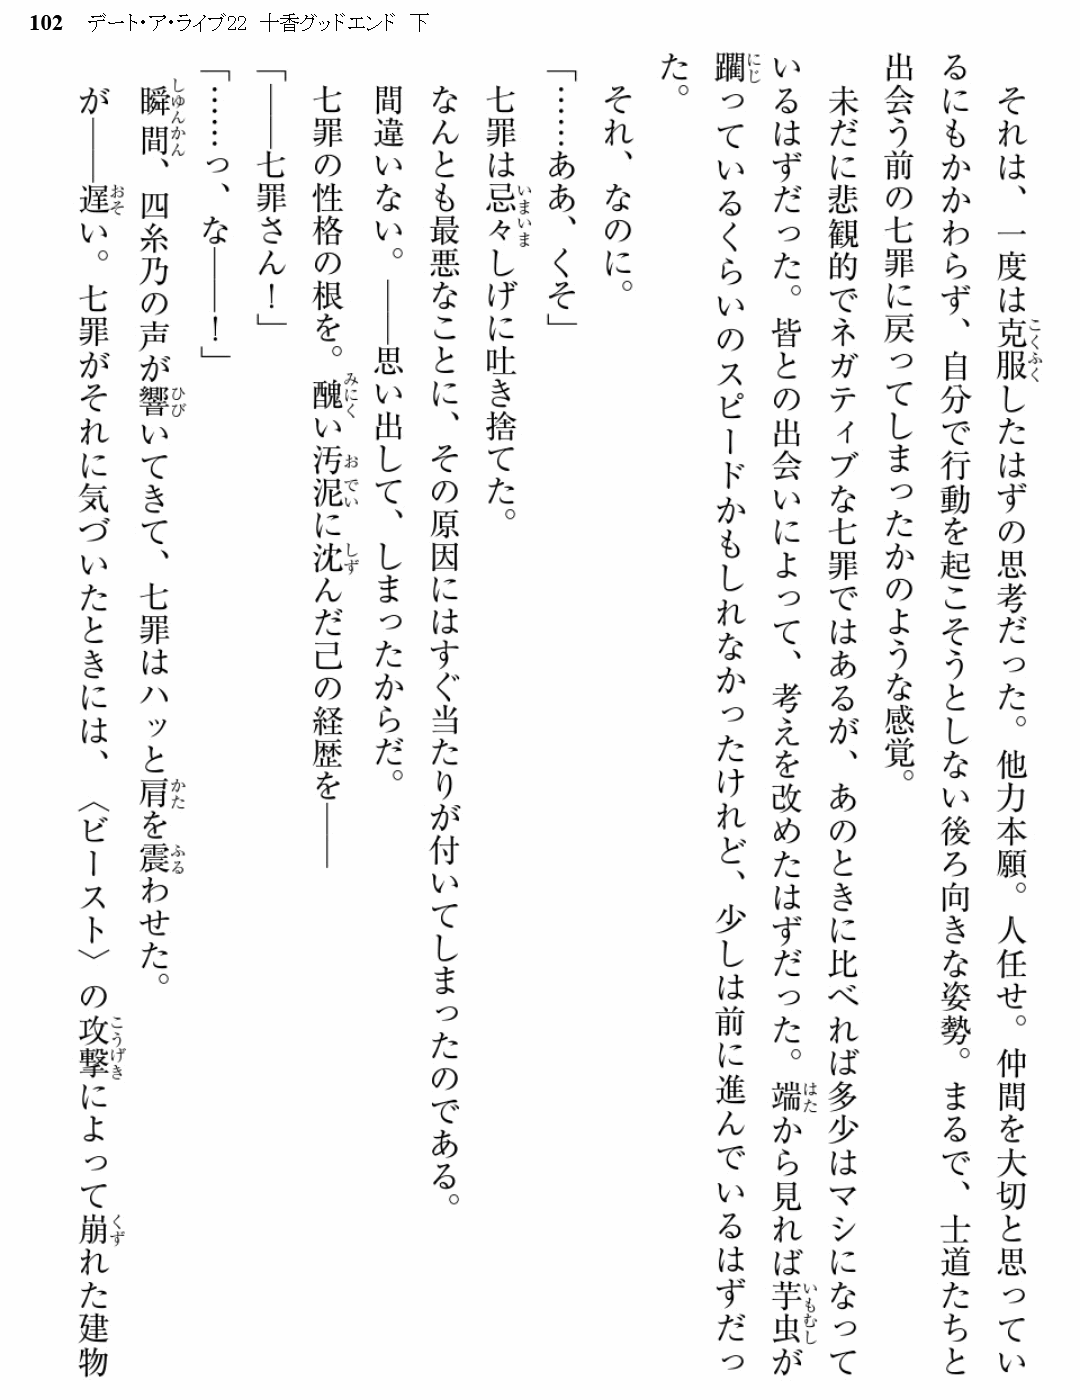 102 デート・ア・ライブ22 十香グッドエンド 下
それは、一度は克服したはずの思考だった。他力本願。人任せ。仲間を大切と思ってい
るにもかかわらず、自分で行動を起こそうとしない後ろ向きな姿勢。まるで、士道たちと
出会う前の七罪に戻ってしまったかのような感覚。
未だに悲観的でネガティブな七罪ではあるが、あのときに比べれば多少はマシになって
いるはずだった。皆との出会いによって、考えを改めたはずだった。端から見れば芋虫が
躙っているくらいのスピードかもしれなかったけれど、少しは前に進んでいるはずだっ
た。
それ、なのに。
「……ああ、くそ」
七罪は忌々しげに吐き捨てた。
なんとも最悪なことに、その原因にはすぐ当たりが付いてしまったのである。
間違いない。――思い出して、しまったからだ。
七罪の性格の根を。醜い汚泥に沈んだ己の経歴を――
「――七罪さん！」
「……っ、な――！」
瞬間、四糸乃の声が響いてきて、七罪はハッと肩を震わせた。
が――遅い。七罪がそれに気づいたときには、〈ビースト〉の攻撃によって崩れた建物